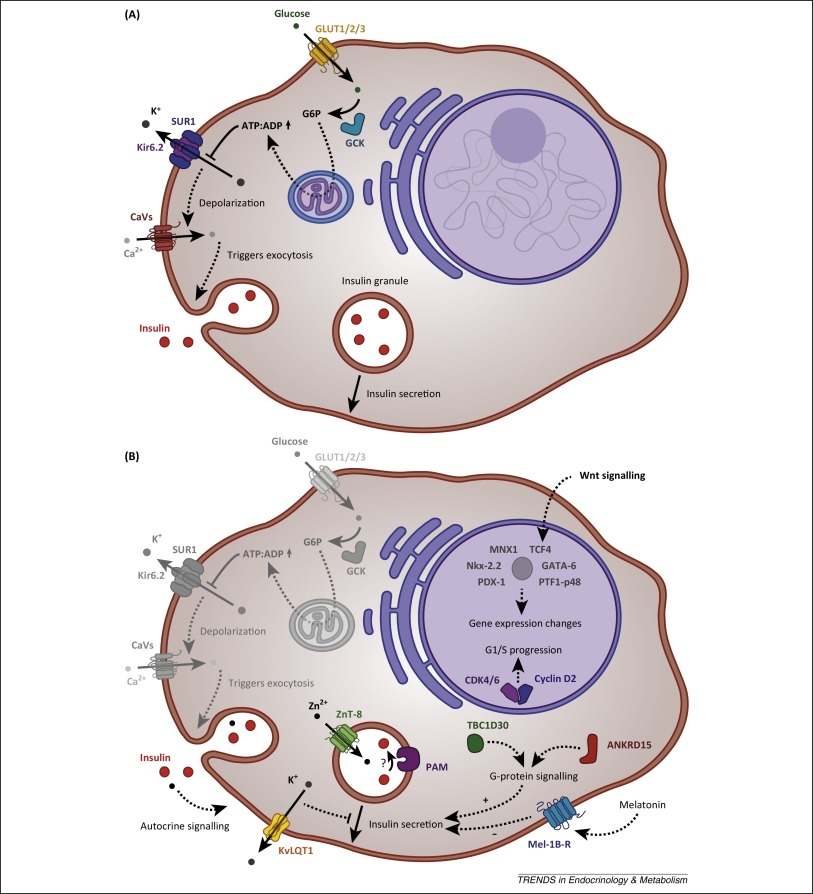 (A)
Glucose
GLUT1/2/3
K+
SUR1
ATP:ADP
G6P
Kir6.2
GCK
Depolarization
CaVs
Ca2+
Triggers exocytosis
Insulin granule
Insulin
Insulin secretion
(B)
Glucose
GLUT1/2/3
Wnt signalling
K+
SUR1
ATP:ADP
G6P
MNX1 TCF4
Kir6.2
GCK
Nkx-2.2 GATA-6
PDX-1 PTF1-p48
Gene expression changes
Depolarization
G1/S progression
CaVs
Ca2+
Triggers exocytosis
CDK4/6 Cyclin D2
Zn2+
ZnT-8
TBC1D30
ANKRD15
Insulin
?
PAM
K+
G-protein signalling
+
Melatonin
Autocrine signalling
Insulin secretion
–
KvLQT1
Mel-1B-R
TRENDS in Endocrinology & Metabolism